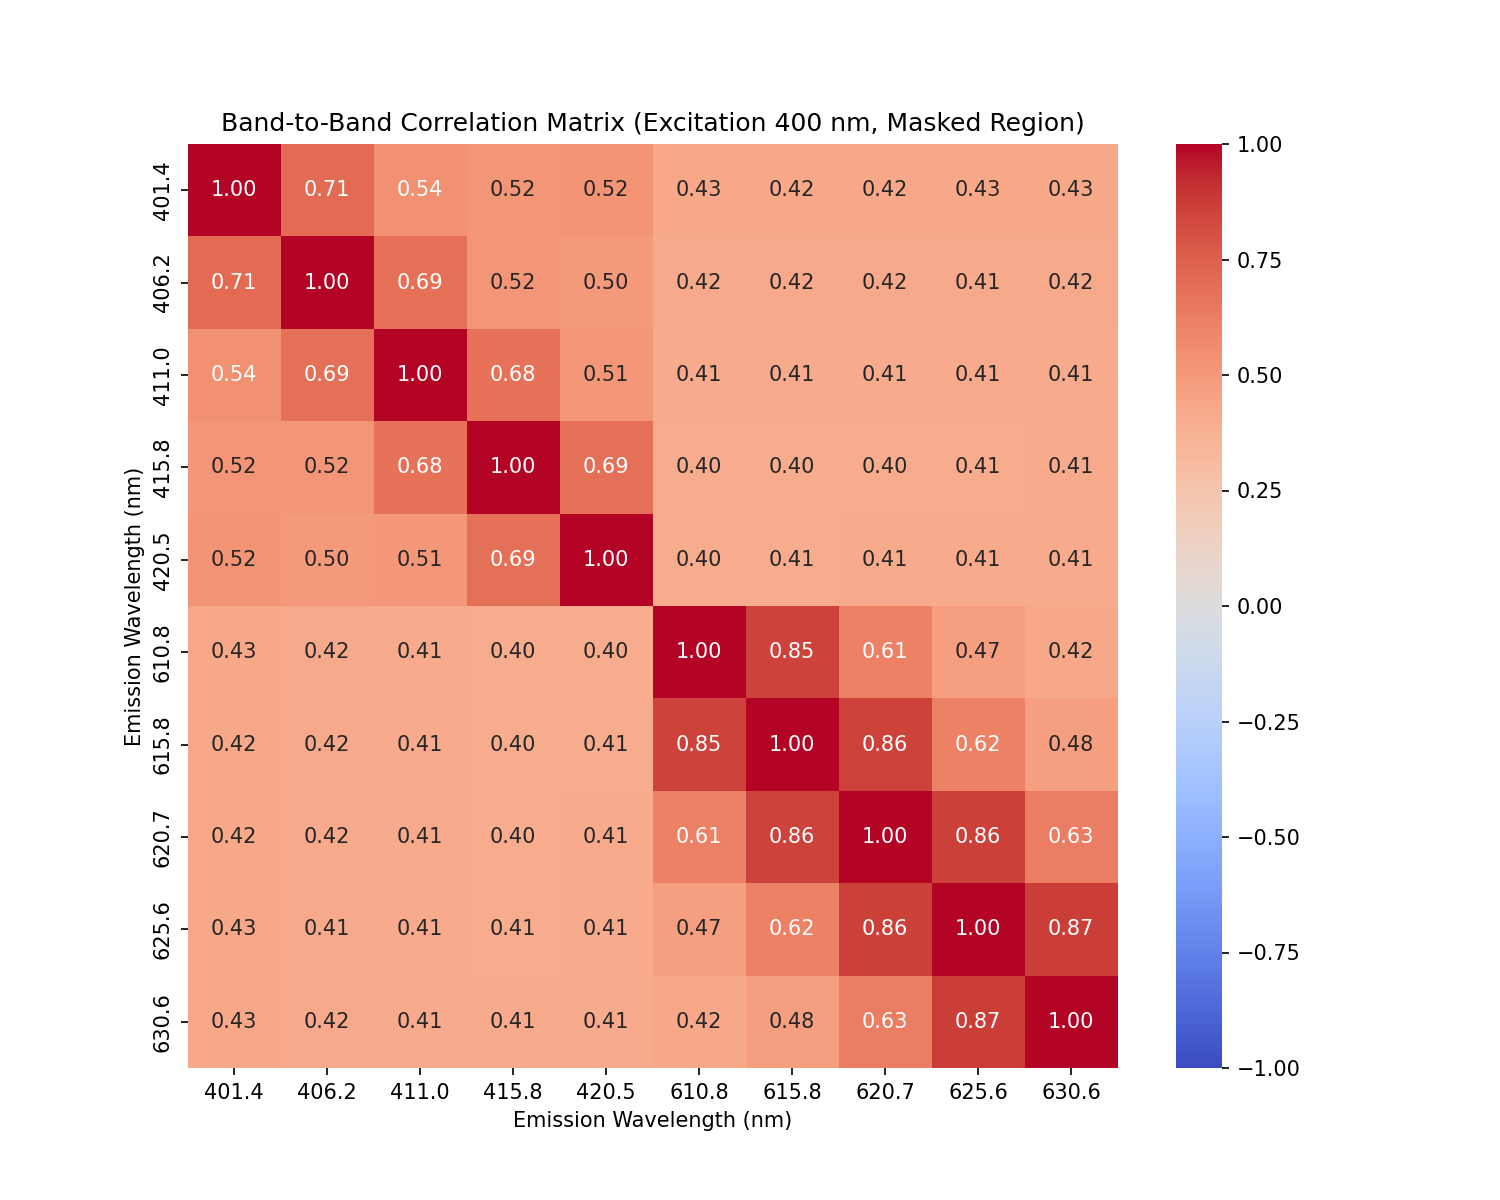 Band-to-Band Correlation Matrix (Excitation 400 nm, Masked Region)
Emission Wavelength (nm)
401.4 1.00 0.71 0.54 0.52 0.52 0.43 0.42 0.42 0.43 0.43
406.2 0.71 1.00 0.69 0.52 0.50 0.42 0.42 0.42 0.41 0.42
411.0 0.54 0.69 1.00 0.68 0.51 0.41 0.41 0.41 0.41 0.41
415.8 0.52 0.52 0.68 1.00 0.69 0.40 0.40 0.40 0.41 0.41
420.5 0.52 0.50 0.51 0.69 1.00 0.40 0.41 0.41 0.41 0.41
610.8 0.43 0.42 0.41 0.40 0.40 1.00 0.85 0.61 0.47 0.42
615.8 0.42 0.42 0.41 0.40 0.41 0.85 1.00 0.86 0.62 0.48
620.7 0.42 0.42 0.41 0.40 0.41 0.61 0.86 1.00 0.86 0.63
625.6 0.43 0.41 0.41 0.41 0.41 0.47 0.62 0.86 1.00 0.87
630.6 0.43 0.42 0.41 0.41 0.41 0.42 0.48 0.63 0.87 1.00
401.4 406.2 411.0 415.8 420.5 610.8 615.8 620.7 625.6 630.6
Emission Wavelength (nm)
1.00
0.75
0.50
0.25
0.00
−0.25
−0.50
−0.75
−1.00